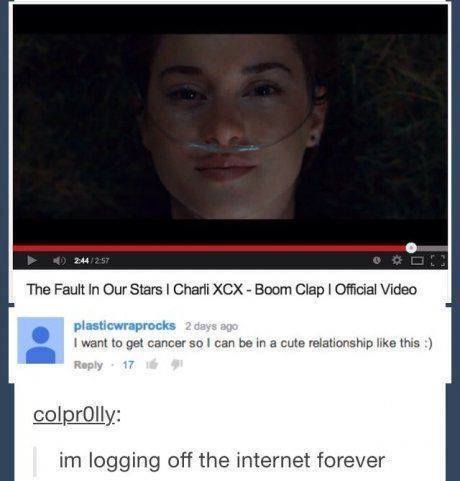 2:44 / 2:57
The Fault In Our Stars I Charli XCX - Boom Clap I Official Video
plasticwraprocks 2 days ago
I want to get cancer so I can be in a cute relationship like this :)
Reply · 17
colpr0lly:
im logging off the internet forever